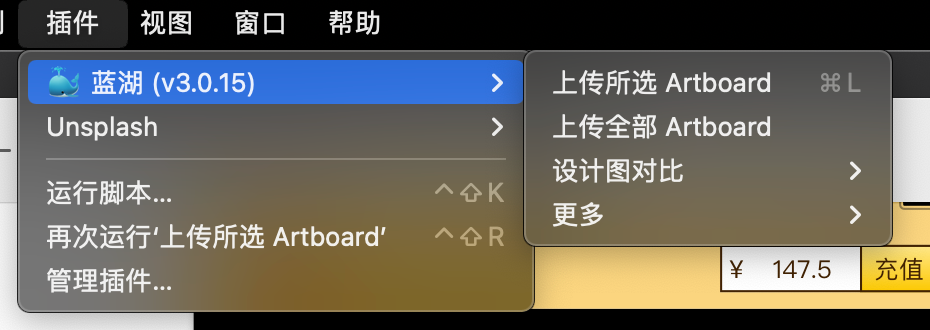 插件 视图 窗口 帮助
蓝湖 (v3.0.15)
Unsplash
运行脚本... ^⇧K
再次运行‘上传所选 Artboard’ ^⇧R
管理插件...
上传所选 Artboard ⌘L
上传全部 Artboard
设计图对比
更多
¥ 147.5 充值